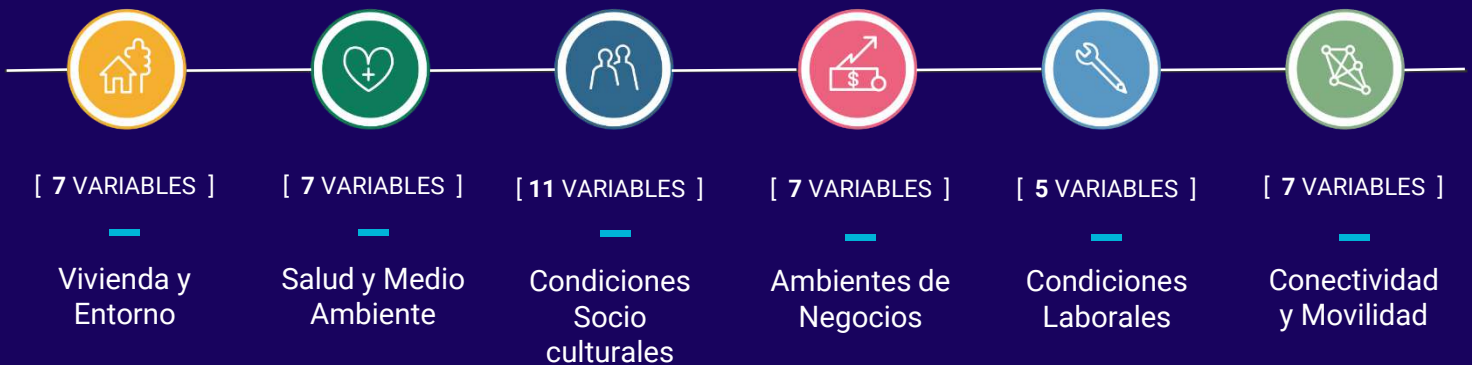 $
[ 7 VARIABLES ]
Vivienda y
Entorno
[ 7 VARIABLES ]
Salud y Medio
Ambiente
[ 11 VARIABLES ]
Condiciones
Socio
culturales
[ 7 VARIABLES ]
Ambientes de
Negocios
[ 5 VARIABLES ]
Condiciones
Laborales
[ 7 VARIABLES ]
Conectividad
y Movilidad